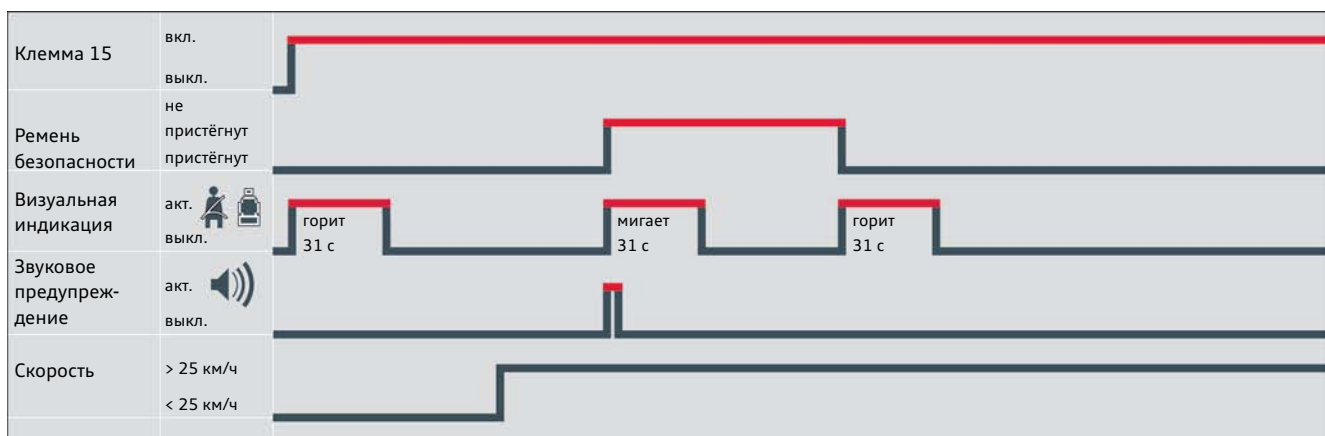 Клемма 15
вкл.
выкл.
Ремень
безопасности
не
пристёгнут
пристёгнут
Визуальная
индикация
акт.
выкл.
горит
31 с
мигает
31 с
горит
31 с
Звуковое
предупреж-
дение
акт.
выкл.
Скорость
> 25 км/ч
< 25 км/ч